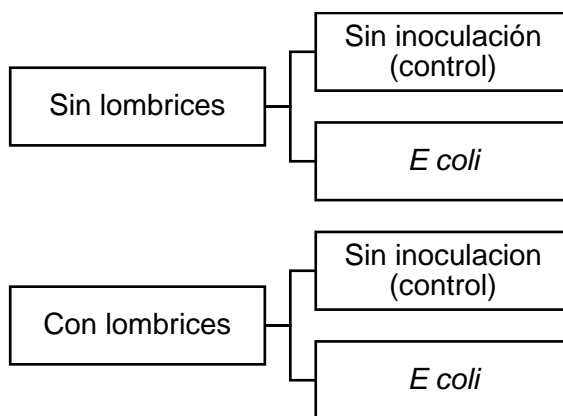 Sin lombrices
Sin inoculación
(control)
E coli
Con lombrices
Sin inoculacion
(control)
E coli